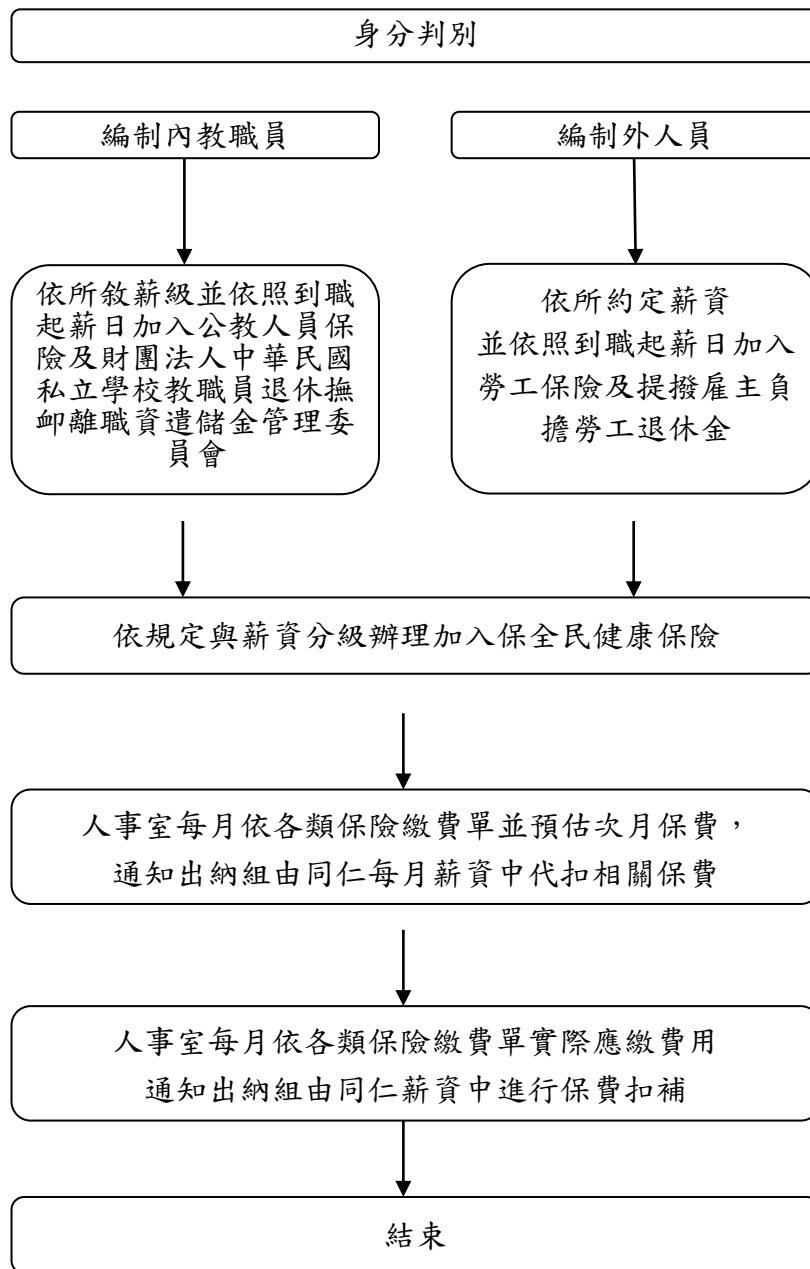 身分判別
編制內教職員
編制外人員
依所敘薪級並依照到職
起薪日加入公教人員保
險及財團法人中華民國
私立學校教職員退休撫
卹離職資遣儲金管理委
員會
依所約定薪資
並依照到職起薪日加入
勞工保險及提撥雇主負
擔勞工退休金
依規定與薪資分級辦理加入保全民健康保險
人事室每月依各類保險繳費單並預估次月保費，
通知出納組由同仁每月薪資中代扣相關保費
人事室每月依各類保險繳費單實際應繳費用
通知出納組由同仁薪資中進行保費扣補
結束